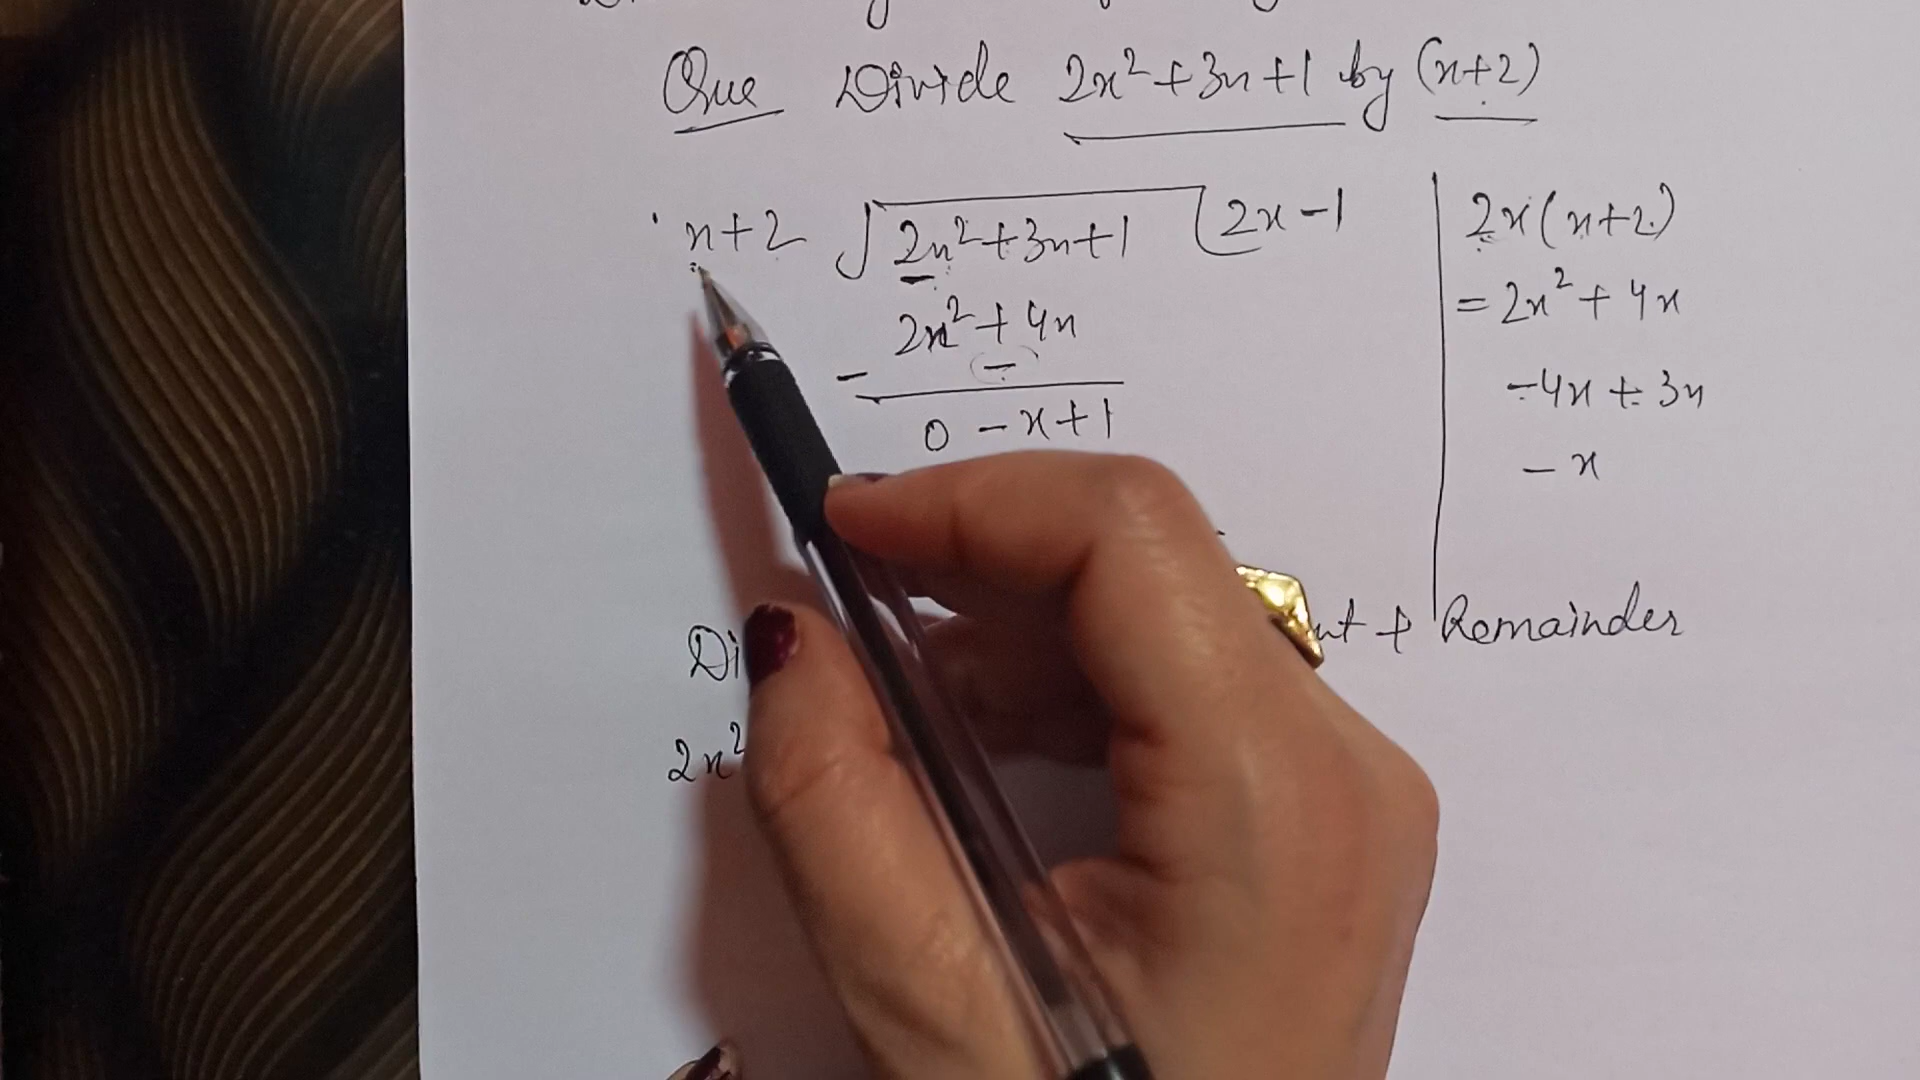 Que Divide 2x² + 3x + 1 by (x+2)
x+2 √2x² + 3x + 1 ( 2x - 1
2x² + 4x
- (-)
0 - x + 1
2x(x+2)
= 2x² + 4x
-4x + 3x
- x
+ Remainder
2x²